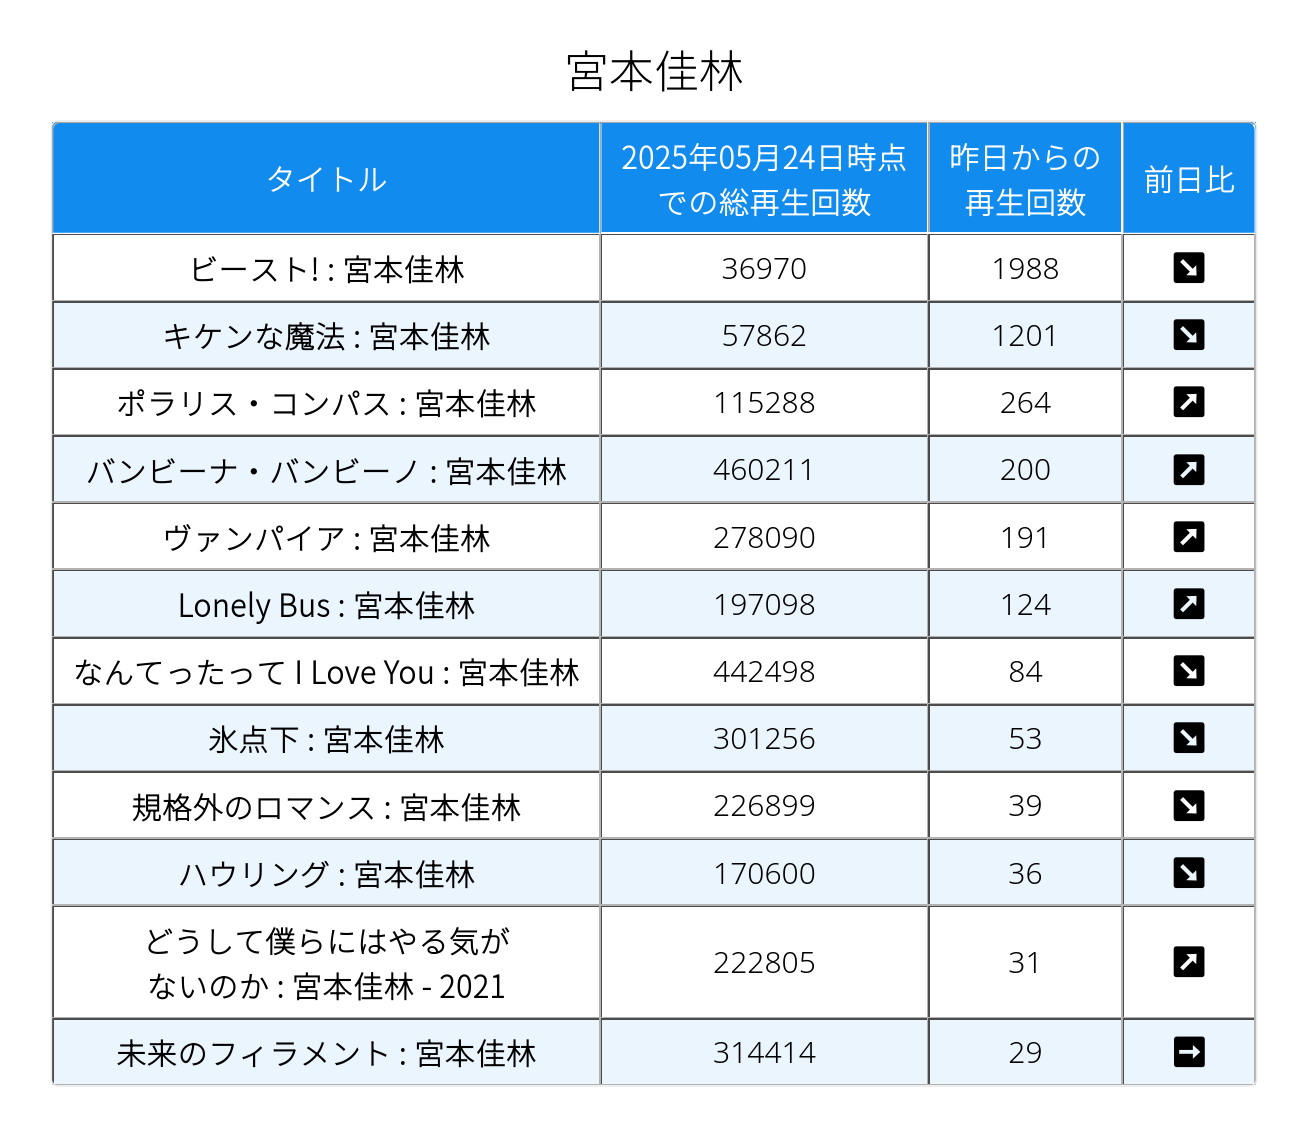 宮本佳林
タイトル
2025年05月24日時点
での総再生回数
昨日からの
再生回数
前日比
ビースト! : 宮本佳林 36970 1988 ↘
キケンな魔法 : 宮本佳林 57862 1201 ↘
ポラリス・コンパス : 宮本佳林 115288 264 ↗
バンビーナ・バンビーノ : 宮本佳林 460211 200 ↗
ヴァンパイア : 宮本佳林 278090 191 ↗
Lonely Bus : 宮本佳林 197098 124 ↗
なんてったって I Love You : 宮本佳林 442498 84 ↘
氷点下 : 宮本佳林 301256 53 ↘
規格外のロマンス : 宮本佳林 226899 39 ↘
ハウリング : 宮本佳林 170600 36 ↘
どうして僕らにはやる気が
ないのか : 宮本佳林 - 2021 222805 31 ↗
未来のフィラメント : 宮本佳林 314414 29 →